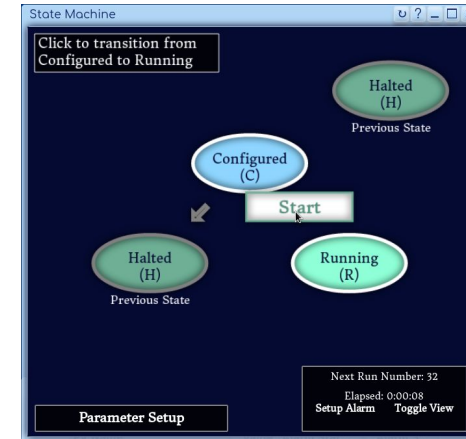 State Machine
Click to transition from
Configured to Running
Halted
(H)
Previous State
Configured
(C)
Start
Halted
(H)
Previous State
Running
(R)
Next Run Number: 32
Elapsed: 0:00:08
Setup Alarm Toggle View
Parameter Setup